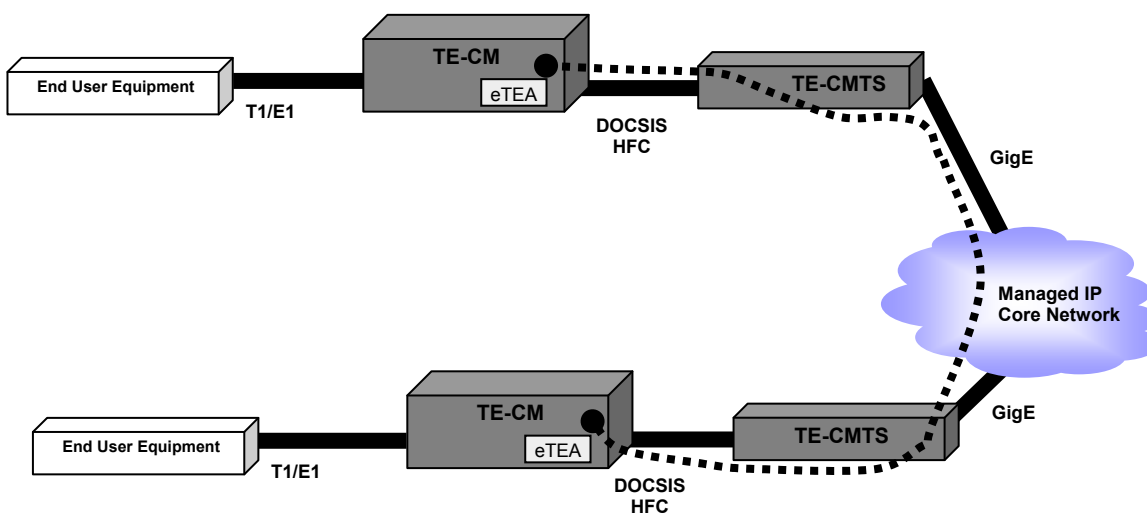 TE-CM
End User Equipment
eTEA
TE-CMTS
T1/E1
DOCSIS
HFC
GigE
Managed IP
Core Network
TE-CM
GigE
End User Equipment
eTEA
TE-CMTS
T1/E1
DOCSIS
HFC